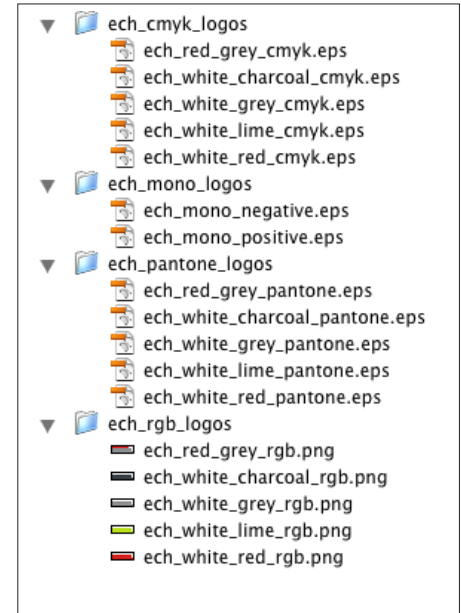 ech_cmyk_logos
ech_red_grey_cmyk.eps
ech_white_charcoal_cmyk.eps
ech_white_grey_cmyk.eps
ech_white_lime_cmyk.eps
ech_white_red_cmyk.eps
ech_mono_logos
ech_mono_negative.eps
ech_mono_positive.eps
ech_pantone_logos
ech_red_grey_pantone.eps
ech_white_charcoal_pantone.eps
ech_white_grey_pantone.eps
ech_white_lime_pantone.eps
ech_white_red_pantone.eps
ech_rgb_logos
ech_red_grey_rgb.png
ech_white_charcoal_rgb.png
ech_white_grey_rgb.png
ech_white_lime_rgb.png
ech_white_red_rgb.png